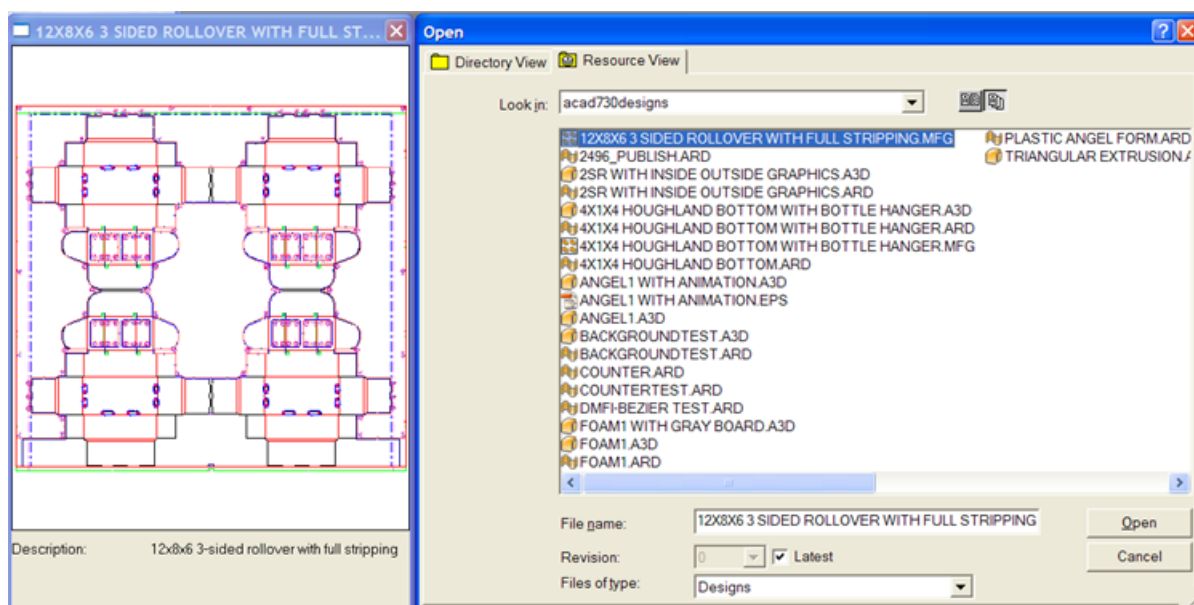 12X8X6 3 SIDED ROLLOVER WITH FULL ST...
Description: 12x8x6 3-sided rollover with full stripping
Open
Directory View Resource View
Look in: acad730designs
12X8X6 3 SIDED ROLLOVER WITH FULL STRIPPING.MFG
2496_PUBLISH.ARD
2SR WITH INSIDE OUTSIDE GRAPHICS.A3D
2SR WITH INSIDE OUTSIDE GRAPHICS.ARD
4X1X4 HOUGHLAND BOTTOM WITH BOTTLE HANGER.A3D
4X1X4 HOUGHLAND BOTTOM WITH BOTTLE HANGER.ARD
4X1X4 HOUGHLAND BOTTOM WITH BOTTLE HANGER.MFG
4X1X4 HOUGHLAND BOTTOM.ARD
ANGEL1 WITH ANIMATION.A3D
ANGEL1 WITH ANIMATION.EPS
ANGEL1.A3D
BACKGROUNDTEST.A3D
BACKGROUNDTEST.ARD
COUNTER.ARD
COUNTERTEST.ARD
DMFI-BEZIER TEST.ARD
FOAM1 WITH GRAY BOARD.A3D
FOAM1.A3D
FOAM1.ARD
PLASTIC ANGEL FORM.ARD
TRIANGULAR EXTRUSION.A
File name: 12X8X6 3 SIDED ROLLOVER WITH FULL STRIPPING
Open
Revision: 0 Latest
Cancel
Files of type: Designs